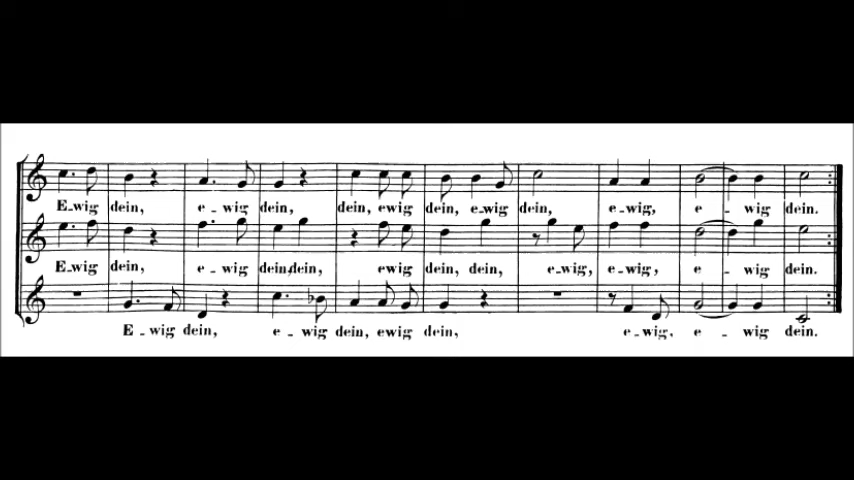 E_wig dein, e_wig dein, dein, ewig dein, e_wig dein, ewig, e_wig dein.
E_wig dein, e_wig dein, dein, ewig dein, dein, e_wig, e_wig, e_wig dein.
E_wig dein, e_wig dein, ewig dein, e_wig, e_wig dein.